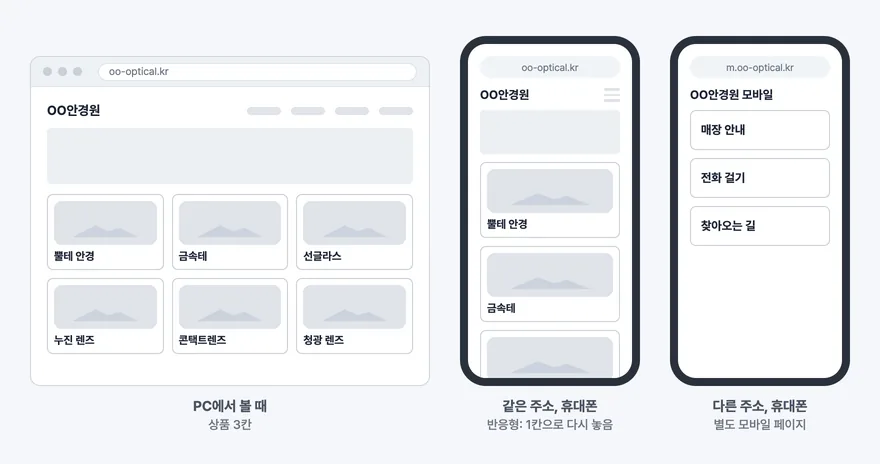 oo-optical.kr
OO안경원
뿔테 안경
금속테
선글라스
누진 렌즈
콘택트렌즈
청광 렌즈
PC에서 볼 때
상품 3칸
oo-optical.kr
OO안경원
뿔테 안경
금속테
같은 주소, 휴대폰
반응형: 1칸으로 다시 놓음
m.oo-optical.kr
OO안경원 모바일
매장 안내
전화 걸기
찾아오는 길
다른 주소, 휴대폰
별도 모바일 페이지